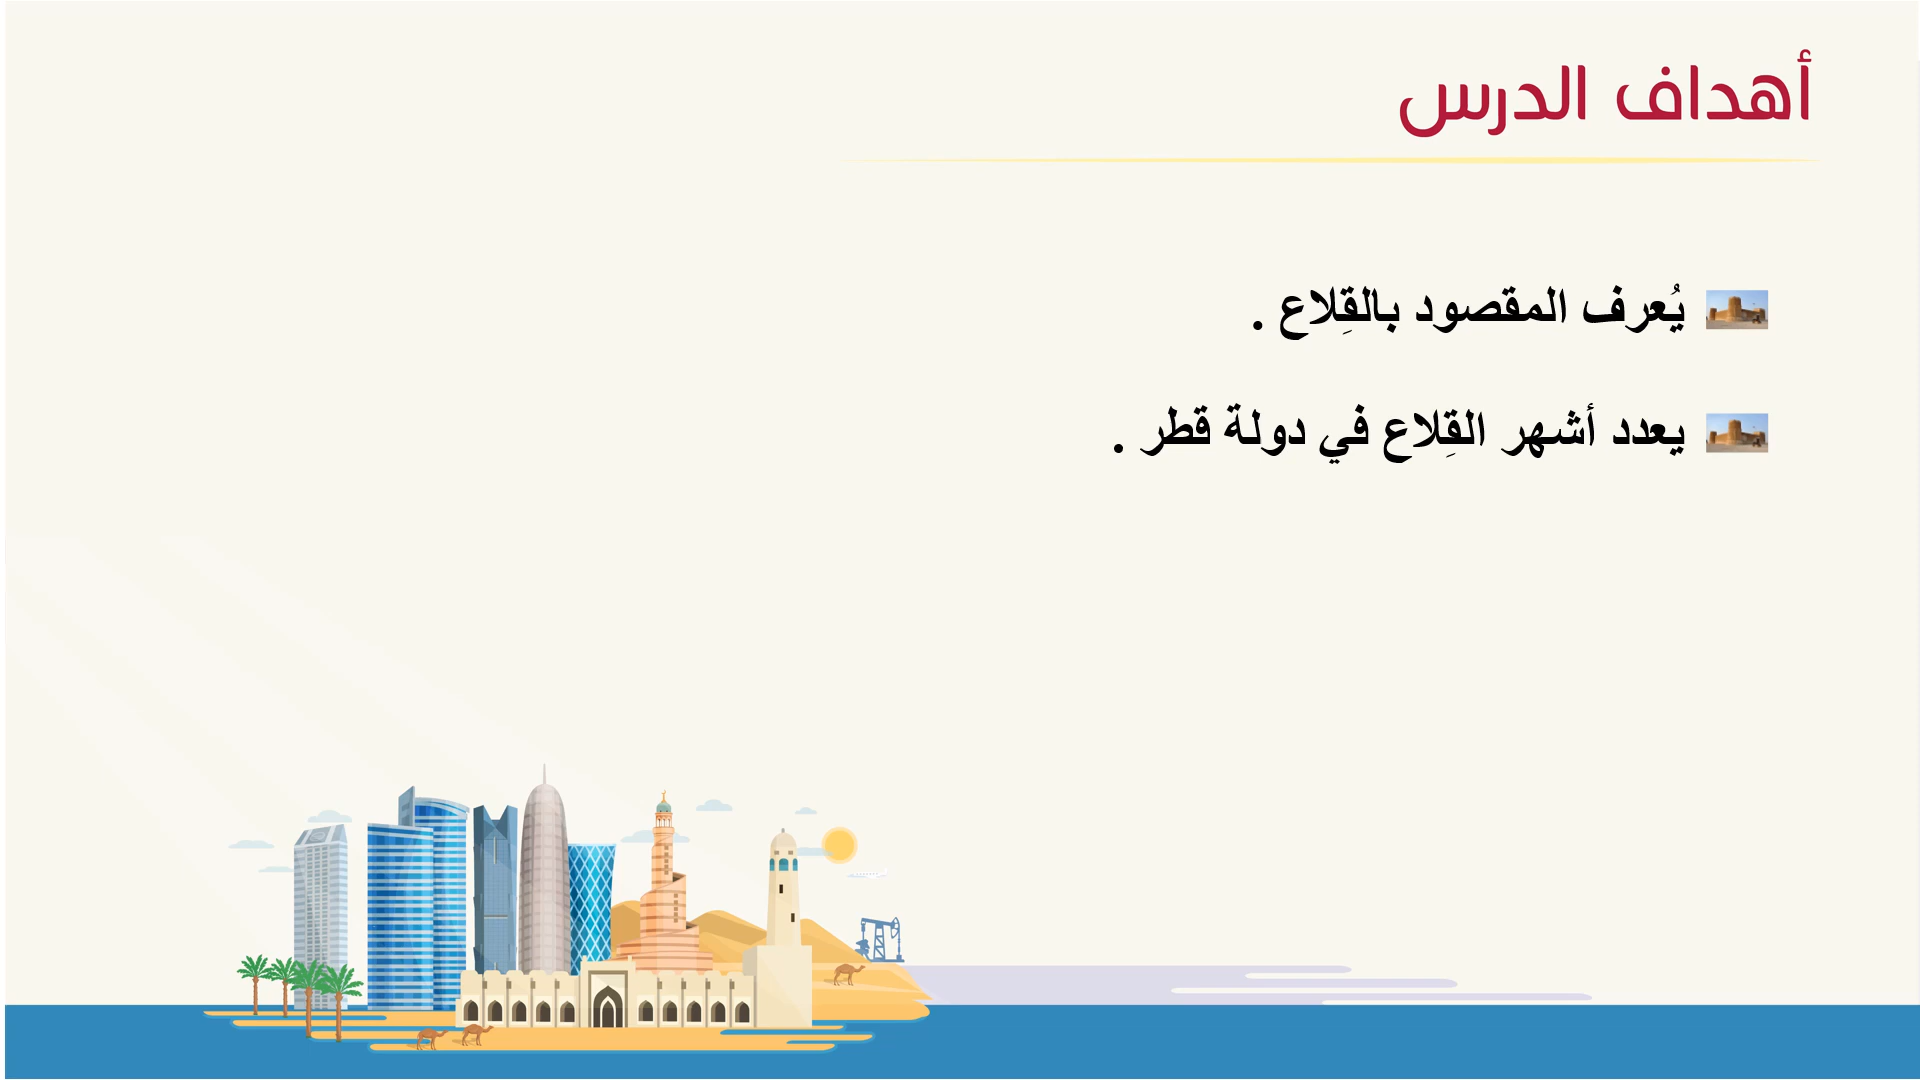 أهداف الدرس
يُعرف المقصود بالقِلاع .
يعدد أشهر القِلاع في دولة قطر .